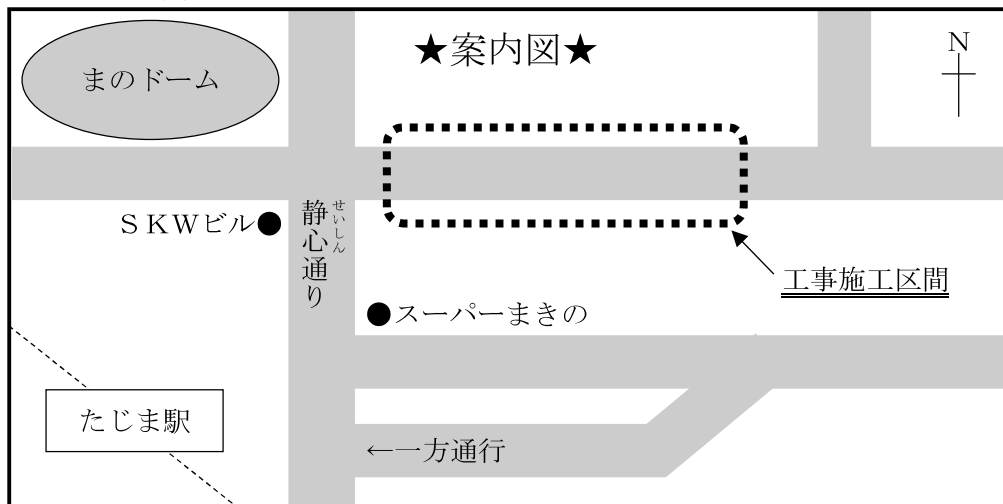 ★案内図★
N
まのドーム
ＳＫＷビル●
静心通り
せいしん
工事施工区間
●スーパーまきの
たじま駅
←一方通行